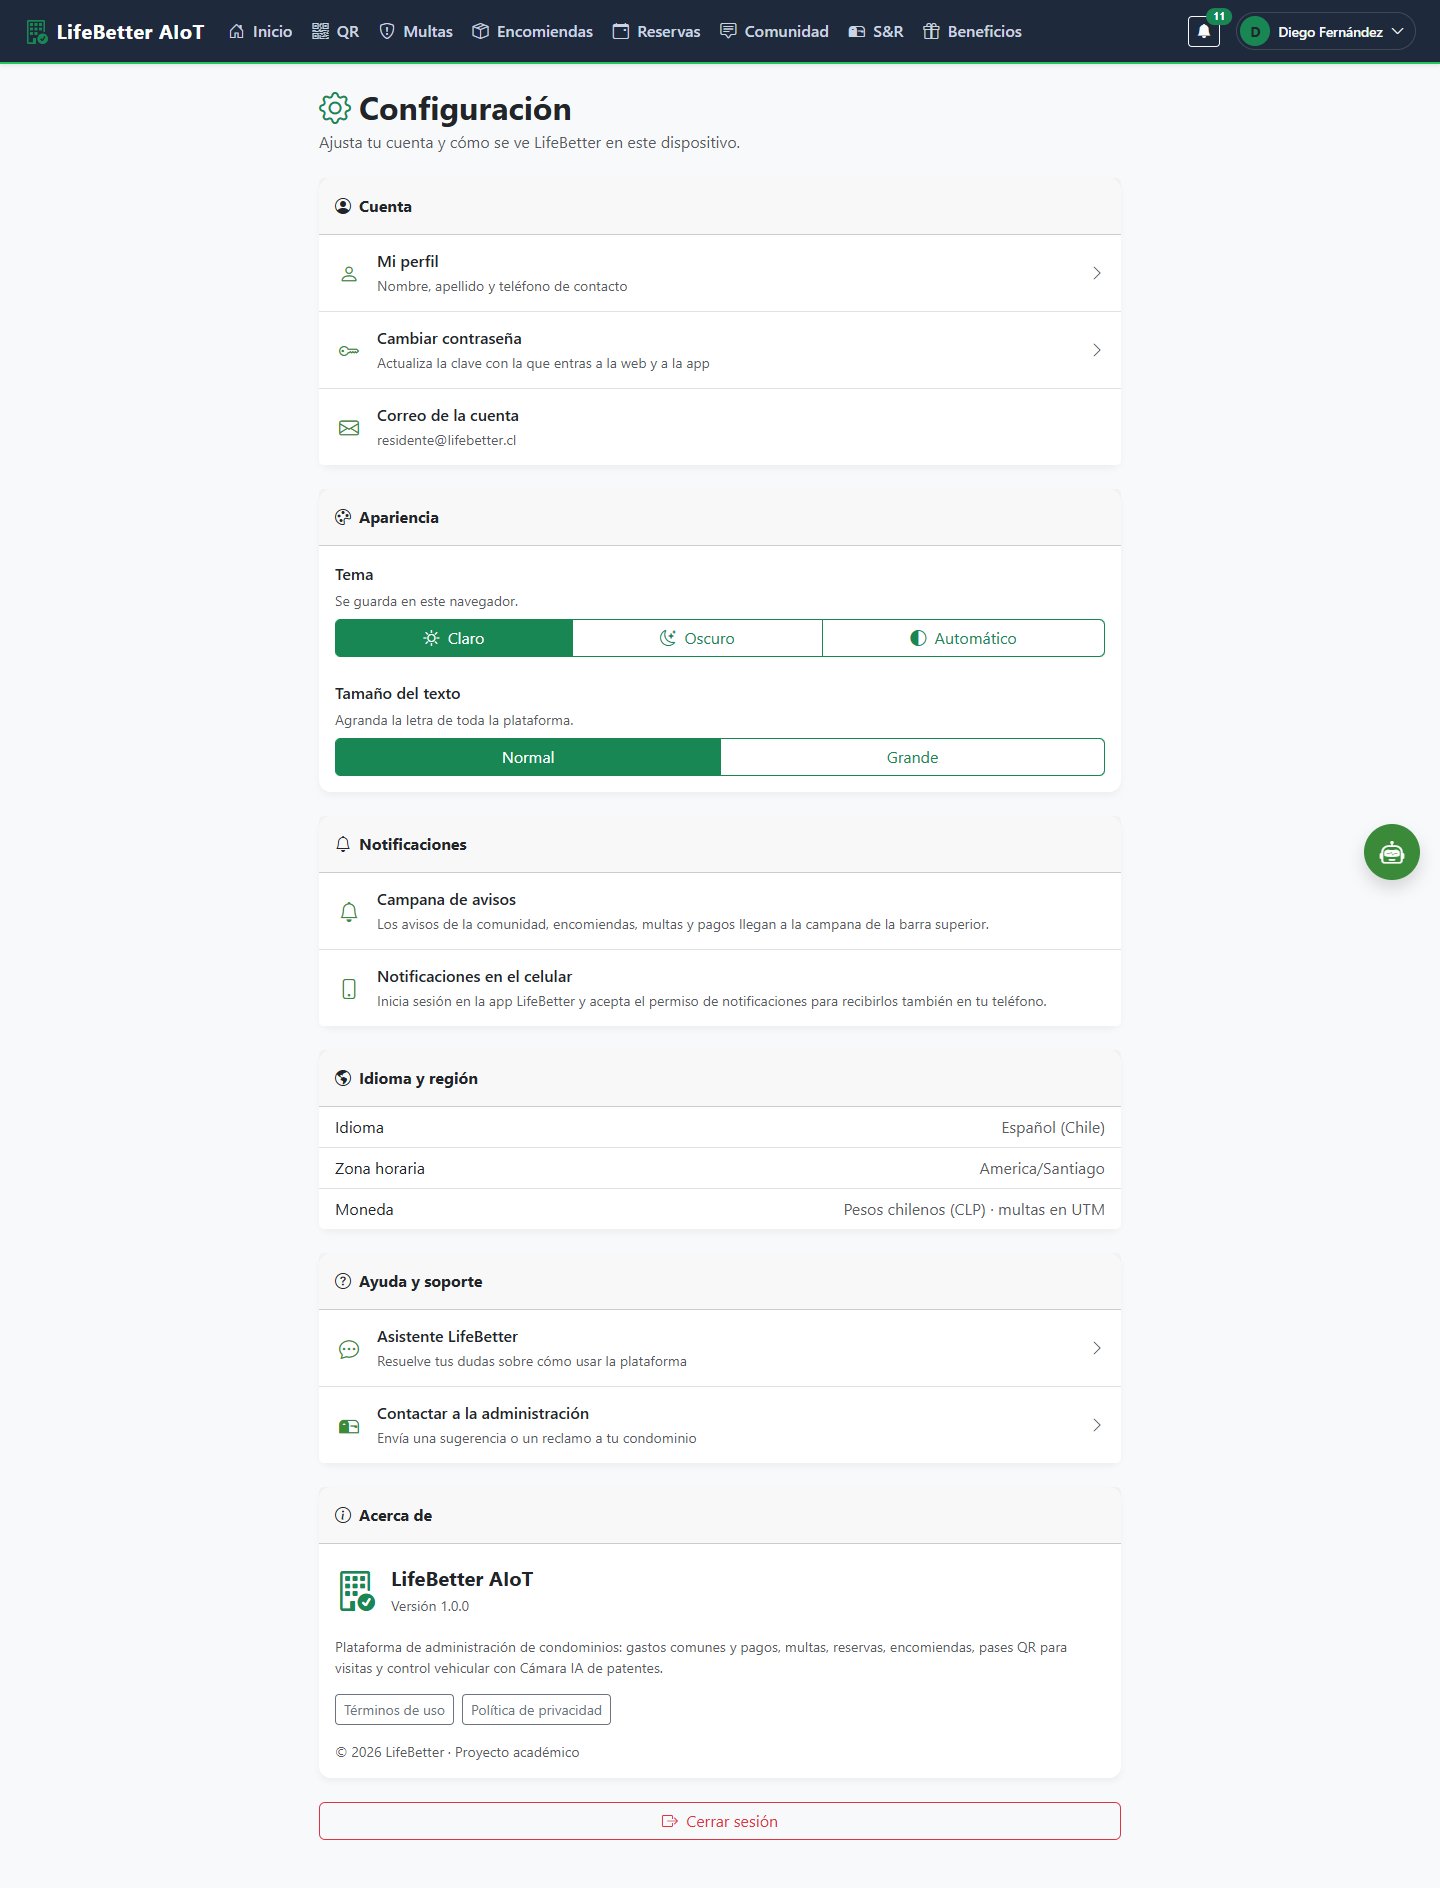 LifeBetter AIoT
Inicio
QR
Multas
Encomiendas
Reservas
Comunidad
S&R
Beneficios
11
D
Diego Fernández
Configuración
Ajusta tu cuenta y cómo se ve LifeBetter en este dispositivo.
Cuenta
Mi perfil
Nombre, apellido y teléfono de contacto
Cambiar contraseña
Actualiza la clave con la que entras a la web y a la app
Correo de la cuenta
residente@lifebetter.cl
Apariencia
Tema
Se guarda en este navegador.
Claro
Oscuro
Automático
Tamaño del texto
Agranda la letra de toda la plataforma.
Normal
Grande
Notificaciones
Campana de avisos
Los avisos de la comunidad, encomiendas, multas y pagos llegan a la campana de la barra superior.
Notificaciones en el celular
Inicia sesión en la app LifeBetter y acepta el permiso de notificaciones para recibirlos también en tu teléfono.
Idioma y región
Idioma
Español (Chile)
Zona horaria
America/Santiago
Moneda
Pesos chilenos (CLP) · multas en UTM
Ayuda y soporte
Asistente LifeBetter
Resuelve tus dudas sobre cómo usar la plataforma
Contactar a la administración
Envía una sugerencia o un reclamo a tu condominio
Acerca de
LifeBetter AIoT
Versión 1.0.0
Plataforma de administración de condominios: gastos comunes y pagos, multas, reservas, encomiendas, pases QR para
visitas y control vehicular con Cámara IA de patentes.
Términos de uso
Política de privacidad
© 2026 LifeBetter · Proyecto académico
Cerrar sesión